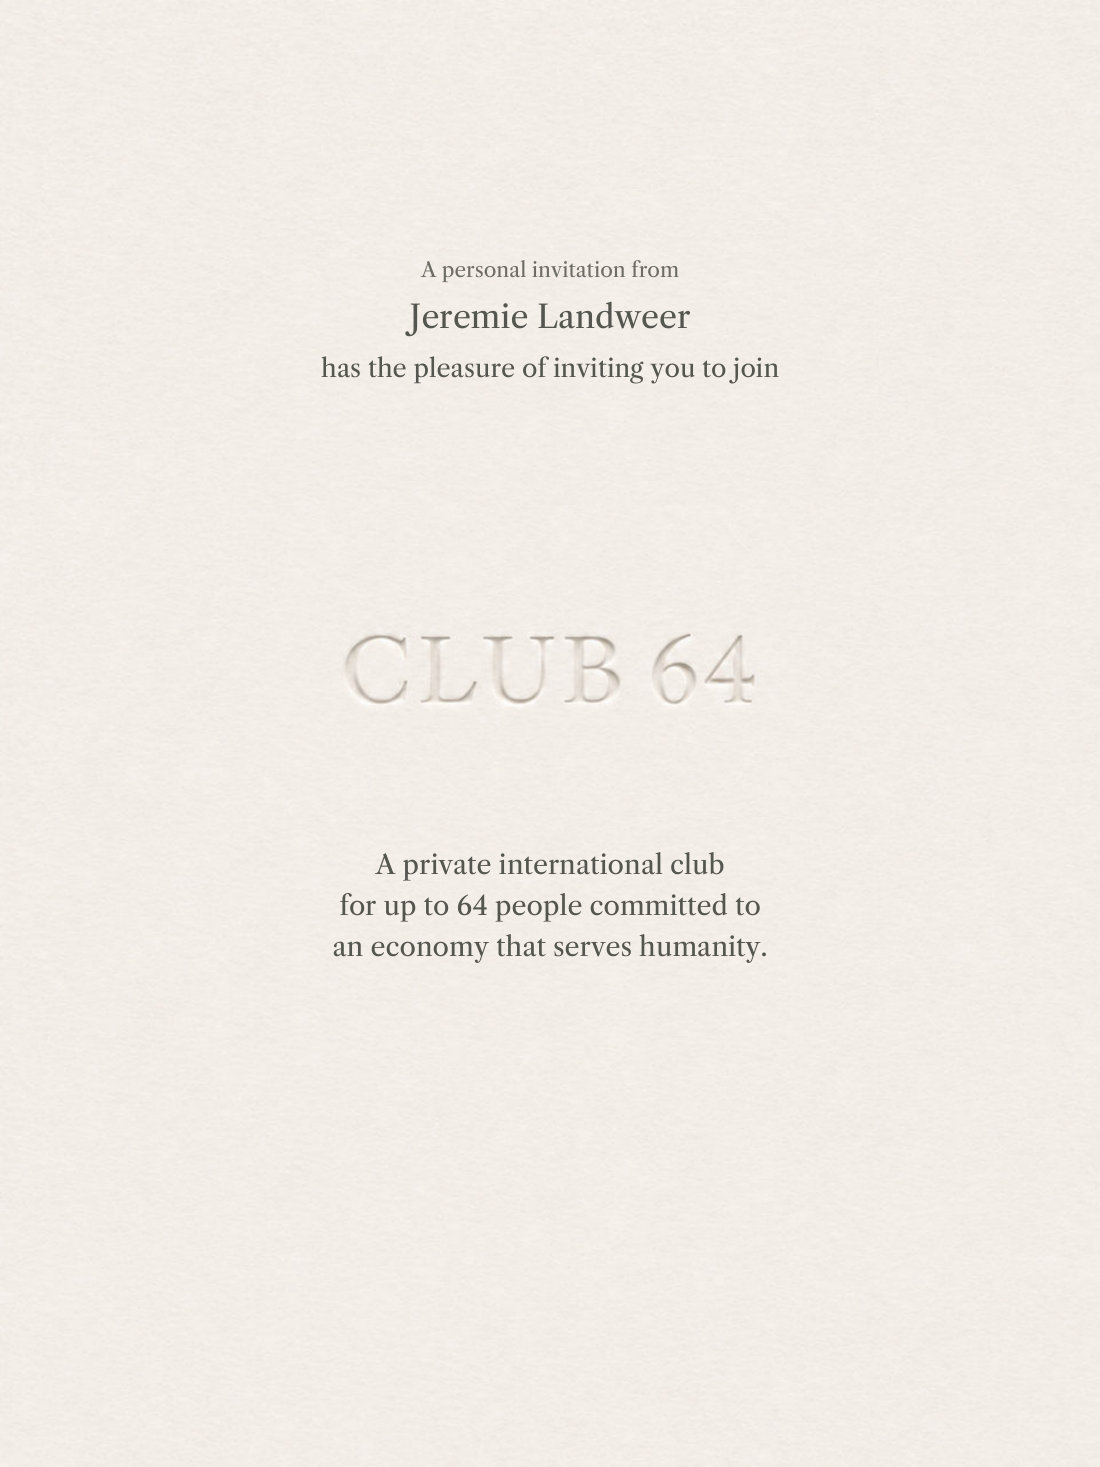 A personal invitation from
Jeremie Landweer
has the pleasure of inviting you to join
CLUB 64
A private international club
for up to 64 people committed to
an economy that serves humanity.